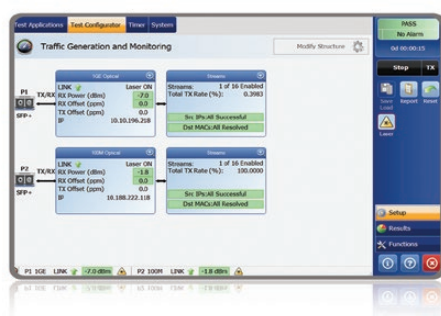 Test Applications Test Configurator Timer System
Traffic Generation and Monitoring
Modify Structure
PASS
No Alarm
0d 00:00:15
Stop TX
Save Load
Report
Reset
Laser
P1
TX/RX
SFP+
1GE Optical
LINK Laser ON
RX Power (dBm) -7.0
RX Offset (ppm) 0.0
TX Offset (ppm) 0.0
IP 10.10.196.218
Streams
Streams: 1 of 16 Enabled
Total TX Rate (%): 0.3983
Src IPs:All Successful
Dst MACs:All Resolved
P2
TX/RX
SFP+
LINK Laser ON
RX Power (dBm) -1.8
RX Offset (ppm) 0.0
TX Offset (ppm) 0.0
IP 10.188.222.118
Streams
Streams: 1 of 16 Enabled
Total TX Rate (%): 100.0000
Src IPs:All Successful
Dst MACs:All Resolved
Setup
Results
Functions
P1 1GE LINK -7.0 dBm P2 100M LINK -1.8 dBm